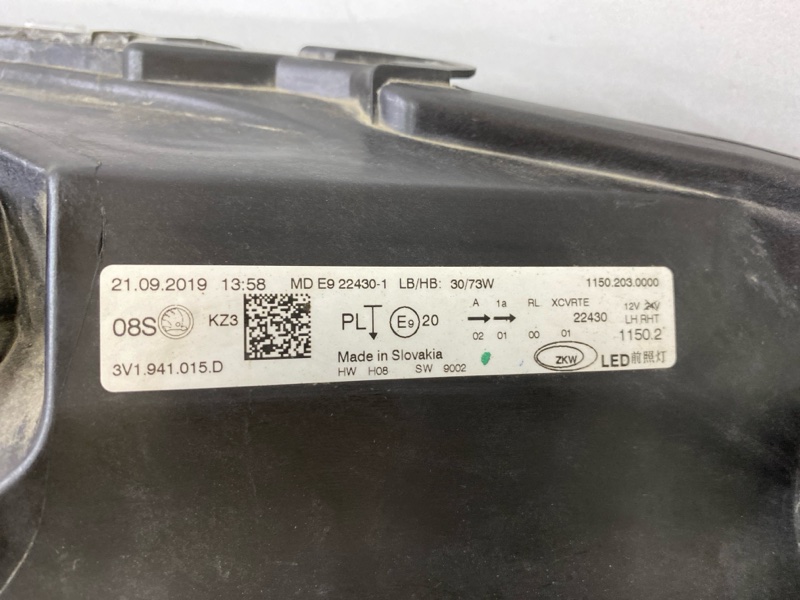 21.09.2019 13:58 MD E9 22430-1 LB/HB: 30/73W 1150.203.0000
08S KZ3 PL E9 20
A 1a RL XCVRTE 12V 24V
22430 LH RHT
02 01 00 01 1150.2
3V1.941.015.D Made in Slovakia ZKW LED前照灯
HW H08 SW 9002